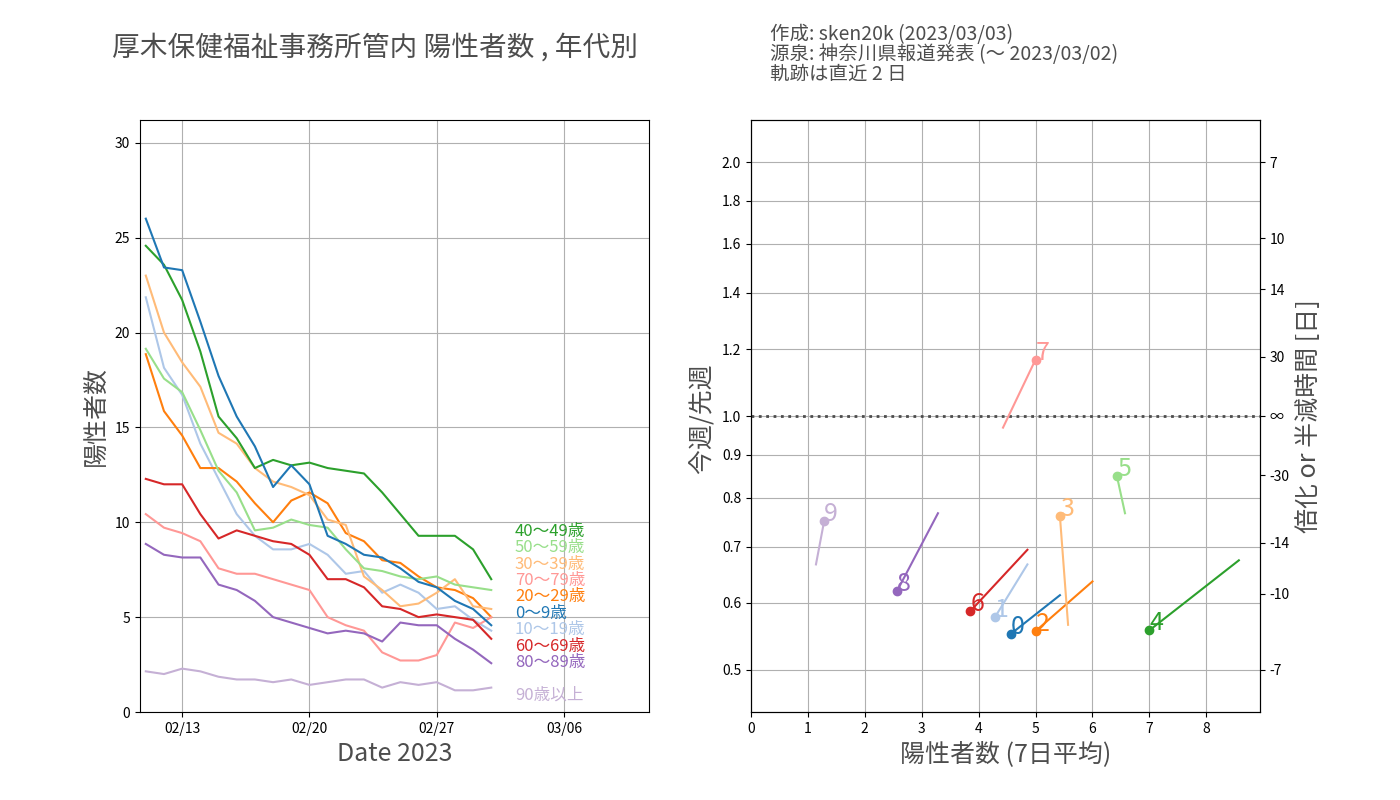 厚木保健福祉事務所管内 陽性者数 , 年代別
作成: sken20k (2023/03/03)
源泉: 神奈川県報道発表 (～ 2023/03/02)
軌跡は直近 2 日
陽性者数
30
25
20
15
10
5
0
02/13
02/20
02/27
03/06
Date 2023
40～49歳
50～59歳
30～39歳
70～79歳
20～29歳
0～9歳
10～19歳
60～69歳
80～89歳
90歳以上
今週/先週
2.0
1.8
1.6
1.4
1.2
1.0
0.9
0.8
0.7
0.6
0.5
7
5
3
9
8
6
1
0
2
4
0
1
2
3
4
5
6
7
8
陽性者数 (7日平均)
7
10
14
30
∞
-30
-14
-10
-7
倍化 or 半減時間 [日]